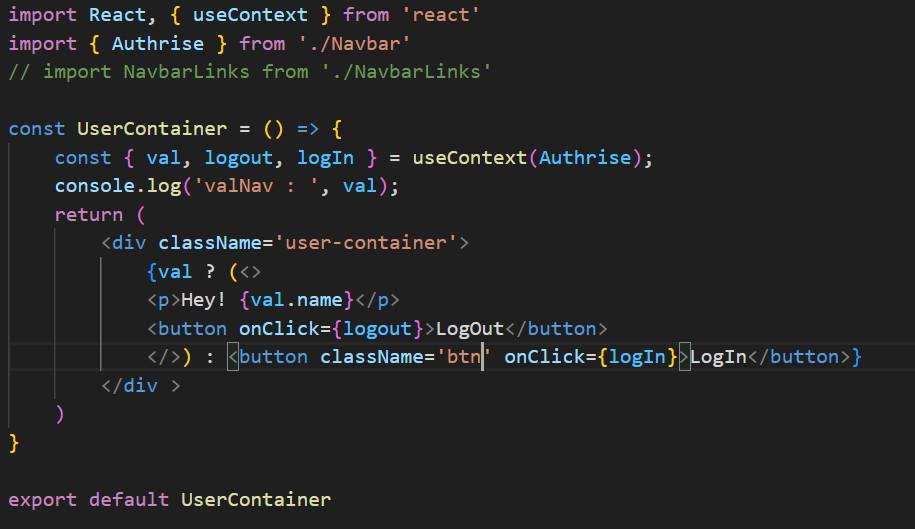 import React, { useContext } from 'react'
import { Authrise } from './Navbar'
// import NavbarLinks from './NavbarLinks'
const UserContainer = () => {
const { val, logout, logIn } = useContext(Authrise);
console.log('valNav : ', val);
return (
<div className='user-container'>
{val ? (<>
<p>Hey! {val.name}</p>
<button onClick={logout}>LogOut</button>
</>) : <button className='btn' onClick={logIn}>LogIn</button>}
</div >
)
}
export default UserContainer